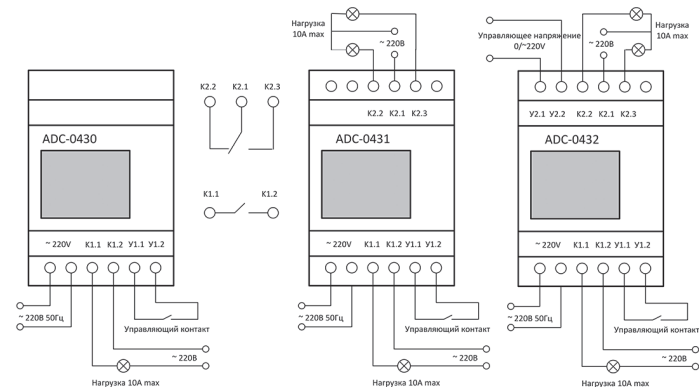 ADC-0430
~ 220V K1.1 K1.2 У1.1 У1.2
~ 220В 50Гц
Управляющий контакт
~ 220В
Нагрузка 10A max
K2.2 K2.1 K2.3
K1.1 K1.2
Нагрузка
10A max
~ 220В
K2.2 K2.1 K2.3
ADC-0431
~ 220V K1.1 K1.2 У1.1 У1.2
~ 220В 50Гц
Управляющий контакт
~ 220В
Нагрузка 10A max
Управляющее напряжение
0/~220V
~ 220В
Нагрузка
10A max
У2.1 У2.2 K2.2 K2.1 K2.3
ADC-0432
~ 220V K1.1 K1.2 У1.1 У1.2
~ 220В 50Гц
Управляющий контакт
~ 220В
Нагрузка 10A max